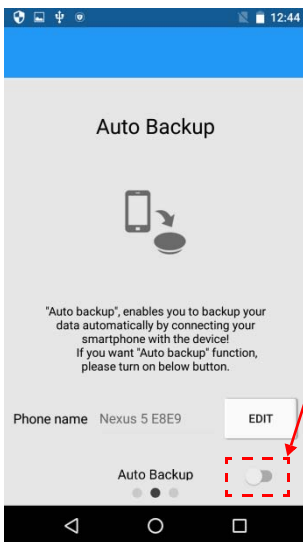 12:44
Auto Backup
"Auto backup", enables you to backup your
data automatically by connecting your
smartphone with the device!
If you want "Auto backup" function,
please turn on below button.
Phone name Nexus 5 E8E9 EDIT
Auto Backup